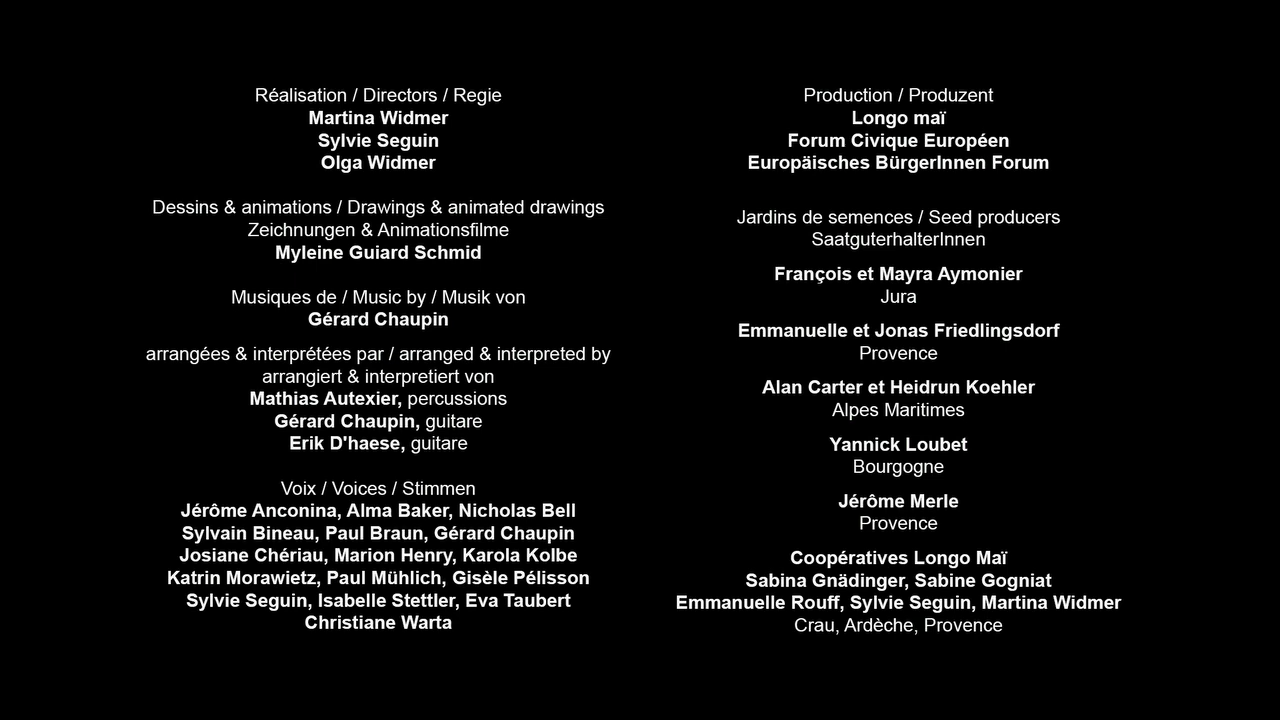 Réalisation / Directors / Regie
Martina Widmer
Sylvie Seguin
Olga Widmer
Dessins & animations / Drawings & animated drawings
Zeichnungen & Animationsfilme
Myleine Guiard Schmid
Musiques de / Music by / Musik von
Gérard Chaupin
arrangées & interprétées par / arranged & interpreted by
arrangiert & interpretiert von
Mathias Autexier, percussions
Gérard Chaupin, guitare
Erik D'haese, guitare
Voix / Voices / Stimmen
Jérôme Anconina, Alma Baker, Nicholas Bell
Sylvain Bineau, Paul Braun, Gérard Chaupin
Josiane Chériau, Marion Henry, Karola Kolbe
Katrin Morawietz, Paul Mühlich, Gisèle Pélisson
Sylvie Seguin, Isabelle Stettler, Eva Taubert
Christiane Warta
Production / Produzent
Longo maï
Forum Civique Européen
Europäisches BürgerInnen Forum
Jardins de semences / Seed producers
SaatguterhalterInnen
François et Mayra Aymonier
Jura
Emmanuelle et Jonas Friedlingsdorf
Provence
Alan Carter et Heidrun Koehler
Alpes Maritimes
Yannick Loubet
Bourgogne
Jérôme Merle
Provence
Coopératives Longo Maï
Sabina Gnädinger, Sabine Gogniat
Emmanuelle Rouff, Sylvie Seguin, Martina Widmer
Crau, Ardèche, Provence